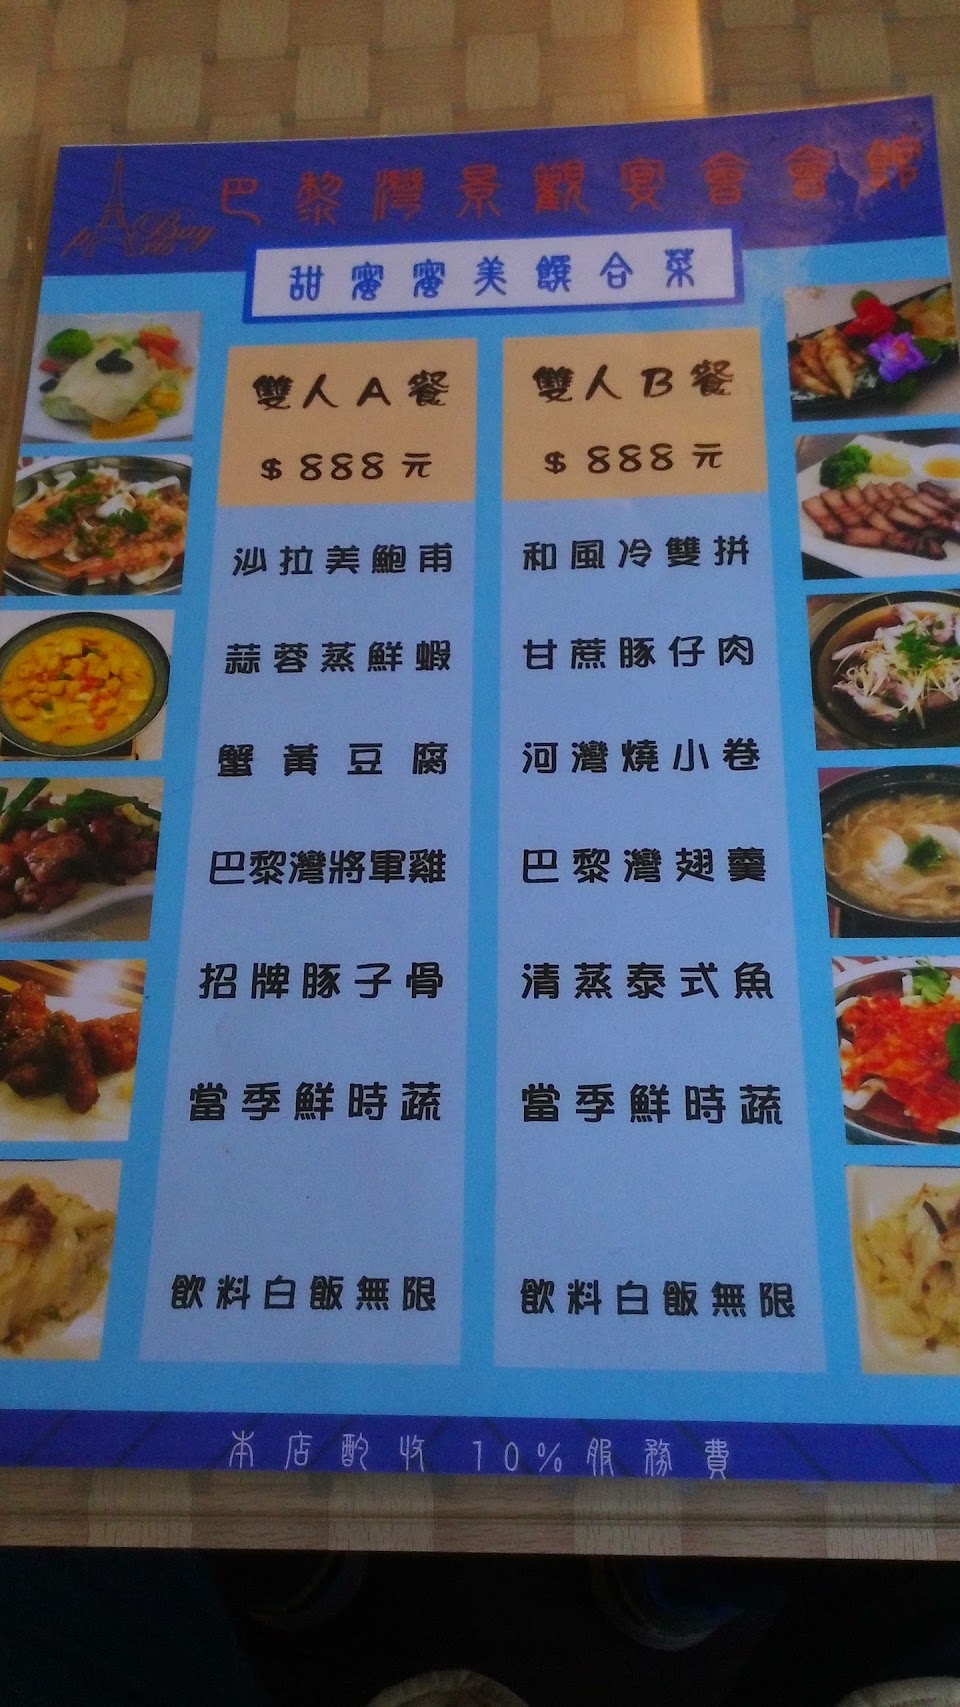 Bay
巴黎灣景觀宴會會館
甜蜜蜜美饌合菜
雙人A餐
$888元
沙拉美鮑甫
蒜蓉蒸鮮蝦
蟹黃豆腐
巴黎灣將軍雞
招牌豚子骨
當季鮮時蔬
飲料白飯無限
雙人B餐
$888元
和風冷雙拼
甘蔗豚仔肉
河灣燒小卷
巴黎灣翅羹
清蒸泰式魚
當季鮮時蔬
飲料白飯無限
本店酌收10%服務費